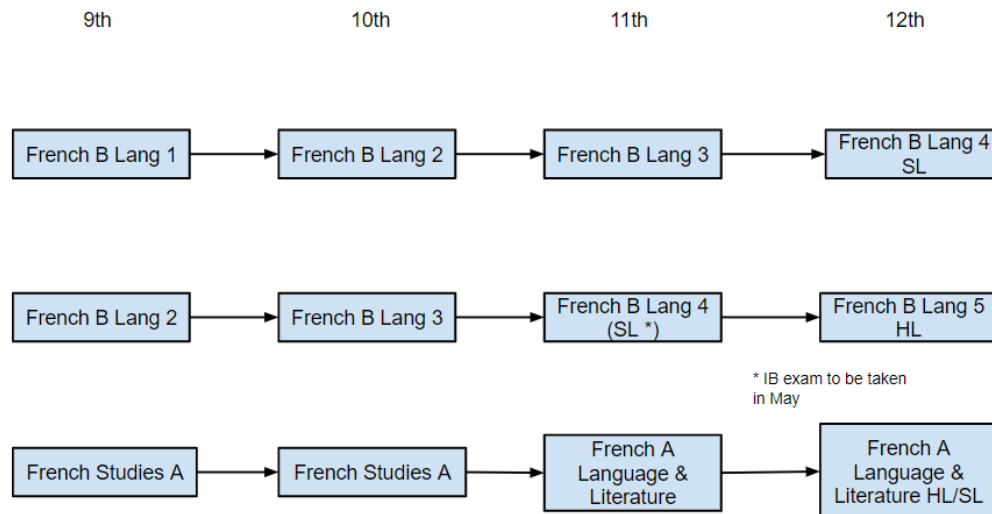 9th
10th
11th
12th
French B Lang 1
French B Lang 2
French B Lang 3
French B Lang 4
SL
French B Lang 2
French B Lang 3
French B Lang 4
(SL *)
French B Lang 5
HL
* IB exam to be taken
in May
French Studies A
French Studies A
French A
Language &
Literature
French A
Language &
Literature HL/SL